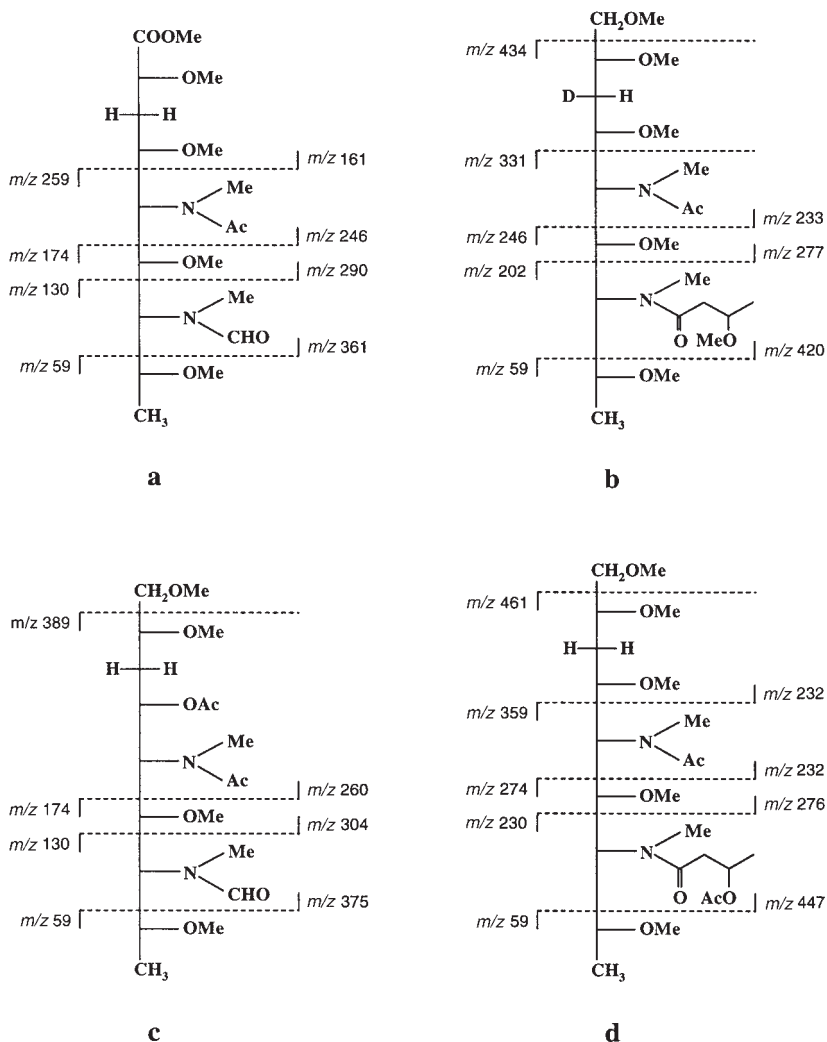 COOMe
OMe
H H
OMe
m/z 161
m/z 259
Me
N
Ac
m/z 246
m/z 174
OMe
m/z 290
m/z 130
Me
N
CHO
m/z 361
m/z 59
OMe
CH3
a
CH2OMe
m/z 434
OMe
D H
OMe
m/z 331
Me
N
Ac
m/z 233
m/z 246
OMe
m/z 277
m/z 202
Me
N
O MeO
m/z 420
m/z 59
OMe
CH3
b
CH2OMe
m/z 389
OMe
H H
OAc
Me
N
Ac
m/z 260
m/z 174
OMe
m/z 304
m/z 130
Me
N
CHO
m/z 375
m/z 59
OMe
CH3
c
CH2OMe
m/z 461
OMe
H H
OMe
m/z 232
m/z 359
Me
N
Ac
m/z 232
m/z 274
OMe
m/z 276
m/z 230
Me
N
O AcO
m/z 447
m/z 59
OMe
CH3
d